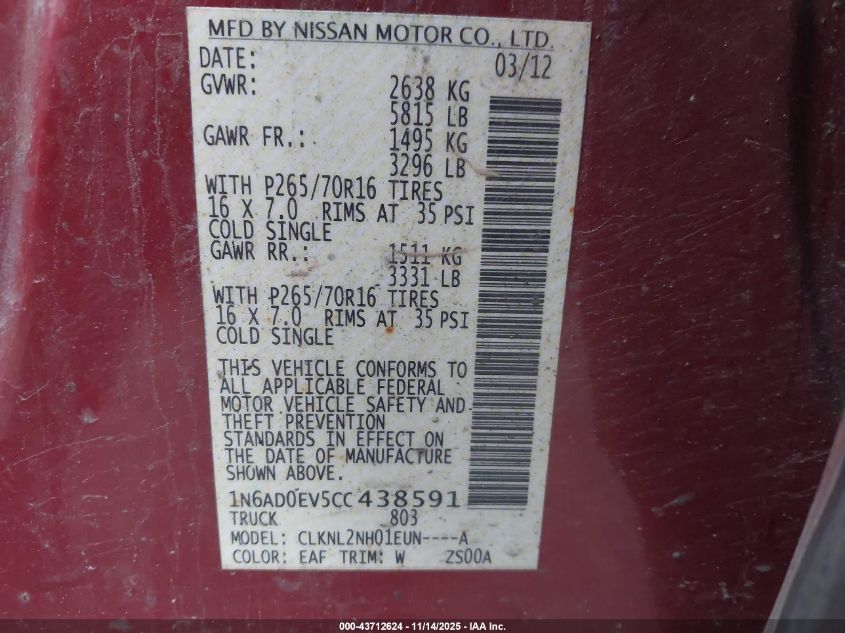 MFD BY NISSAN MOTOR CO., LTD.
DATE: 03/12
GVWR: 2638 KG
5815 LB
GAWR FR.: 1495 KG
3296 LB
WITH P265/70R16 TIRES
16 X 7.0 RIMS AT 35 PSI
COLD SINGLE
GAWR RR.: 1511 KG
3331 LB
WITH P265/70R16 TIRES
16 X 7.0 RIMS AT 35 PSI
COLD SINGLE
THIS VEHICLE CONFORMS TO
ALL APPLICABLE FEDERAL
MOTOR VEHICLE SAFETY AND
THEFT PREVENTION
STANDARDS IN EFFECT ON
THE DATE OF MANUFACTURE
SHOWN ABOVE.
1N6AD0EV5CC438591
TRUCK 803
MODEL: CLKNL2NH01EUN----A
COLOR: EAF TRIM: W ZS00A
000-43712624 - 11/14/2025 - IAA Inc.